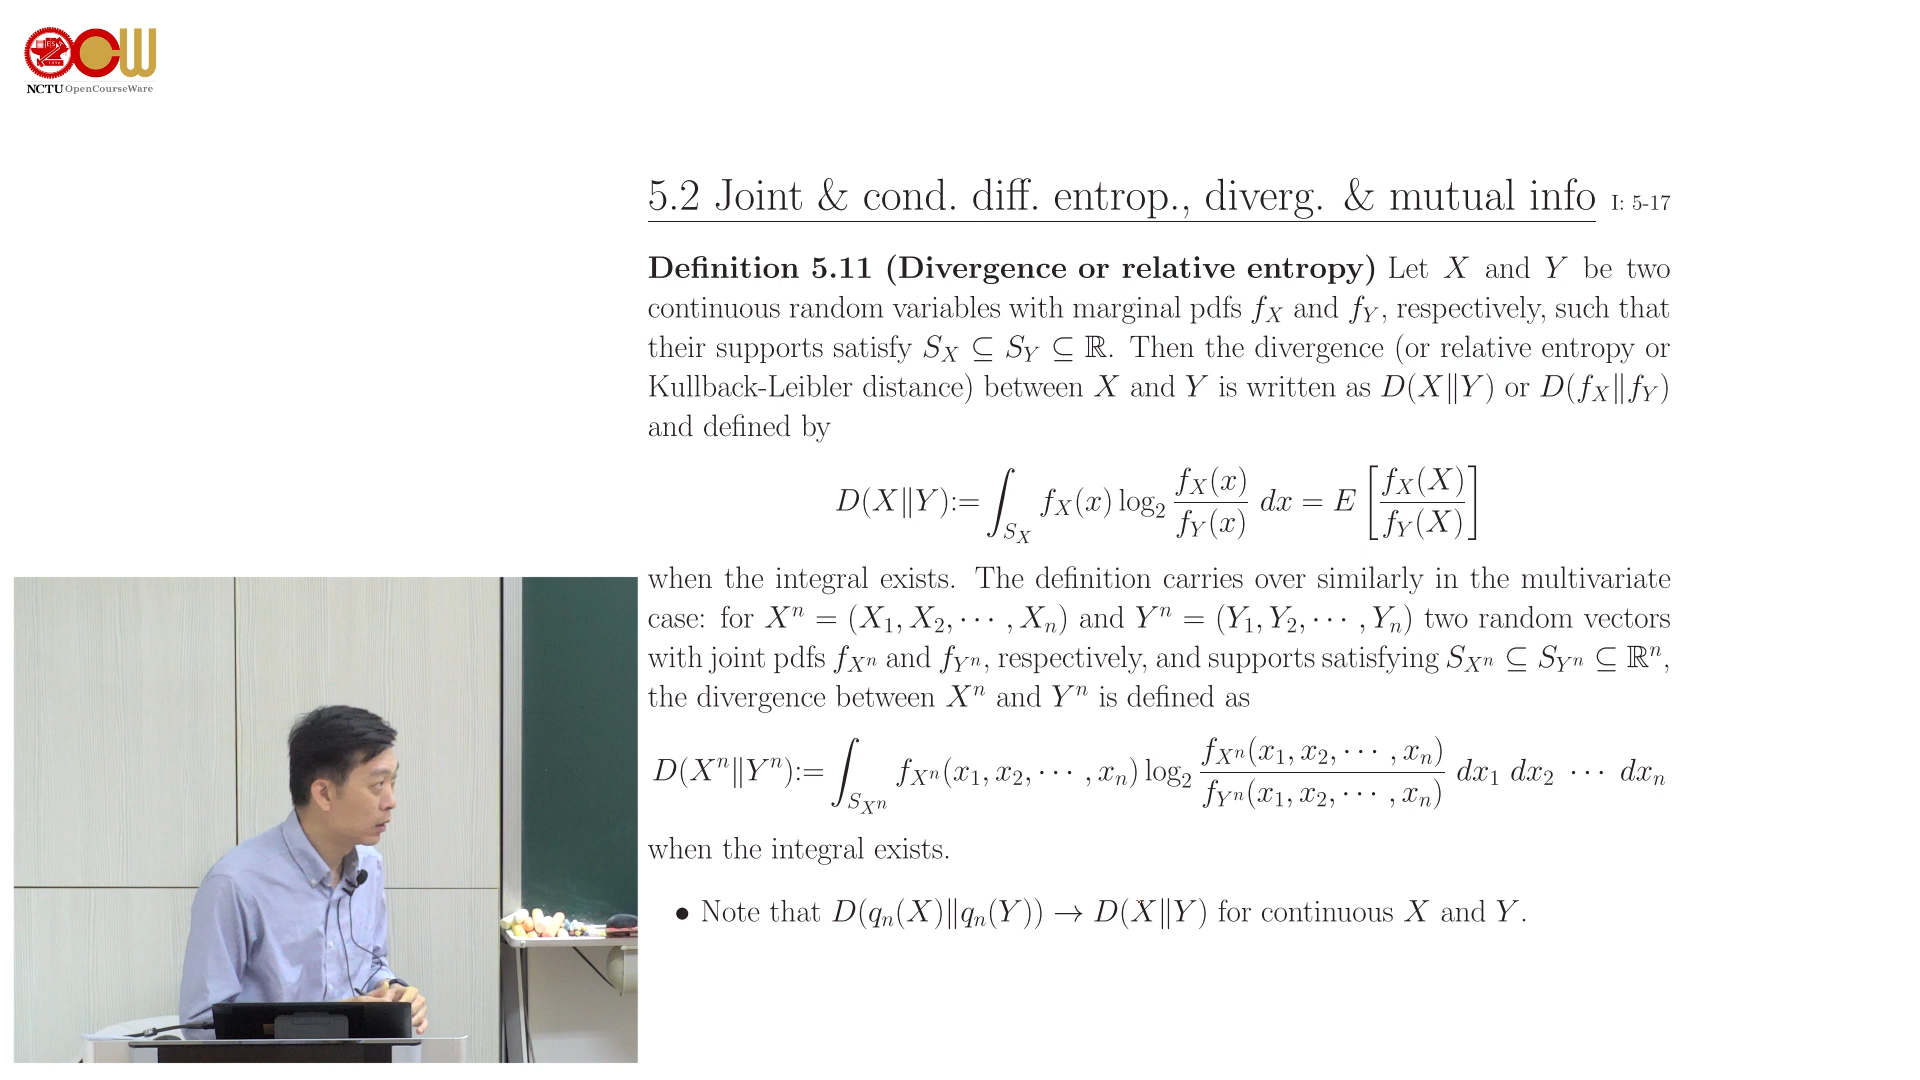 NCTU OpenCourseWare
5.2 Joint & cond. diff. entrop., diverg. & mutual info I: 5-17
Definition 5.11 (Divergence or relative entropy) Let X and Y be two
continuous random variables with marginal pdfs f_X and f_Y, respectively, such that
their supports satisfy S_X ⊆ S_Y ⊆ ℝ. Then the divergence (or relative entropy or
Kullback-Leibler distance) between X and Y is written as D(X‖Y) or D(f_X‖f_Y)
and defined by
D(X‖Y) := ∫_{S_X} f_X(x) log_2 \frac{f_X(x)}{f_Y(x)} dx = E [\frac{f_X(X)}{f_Y(X)}]
when the integral exists. The definition carries over similarly in the multivariate
case: for X^n = (X_1, X_2, ··· , X_n) and Y^n = (Y_1, Y_2, ··· , Y_n) two random vectors
with joint pdfs f_{X^n} and f_{Y^n}, respectively, and supports satisfying S_{X^n} ⊆ S_{Y^n} ⊆ ℝ^n,
the divergence between X^n and Y^n is defined as
D(X^n‖Y^n) := ∫_{S_{X^n}} f_{X^n}(x_1, x_2, ··· , x_n) log_2 \frac{f_{X^n}(x_1, x_2, ··· , x_n)}{f_{Y^n}(x_1, x_2, ··· , x_n)} dx_1 dx_2 ··· dx_n
when the integral exists.
• Note that D(q_n(X)‖q_n(Y)) → D(X‖Y) for continuous X and Y.